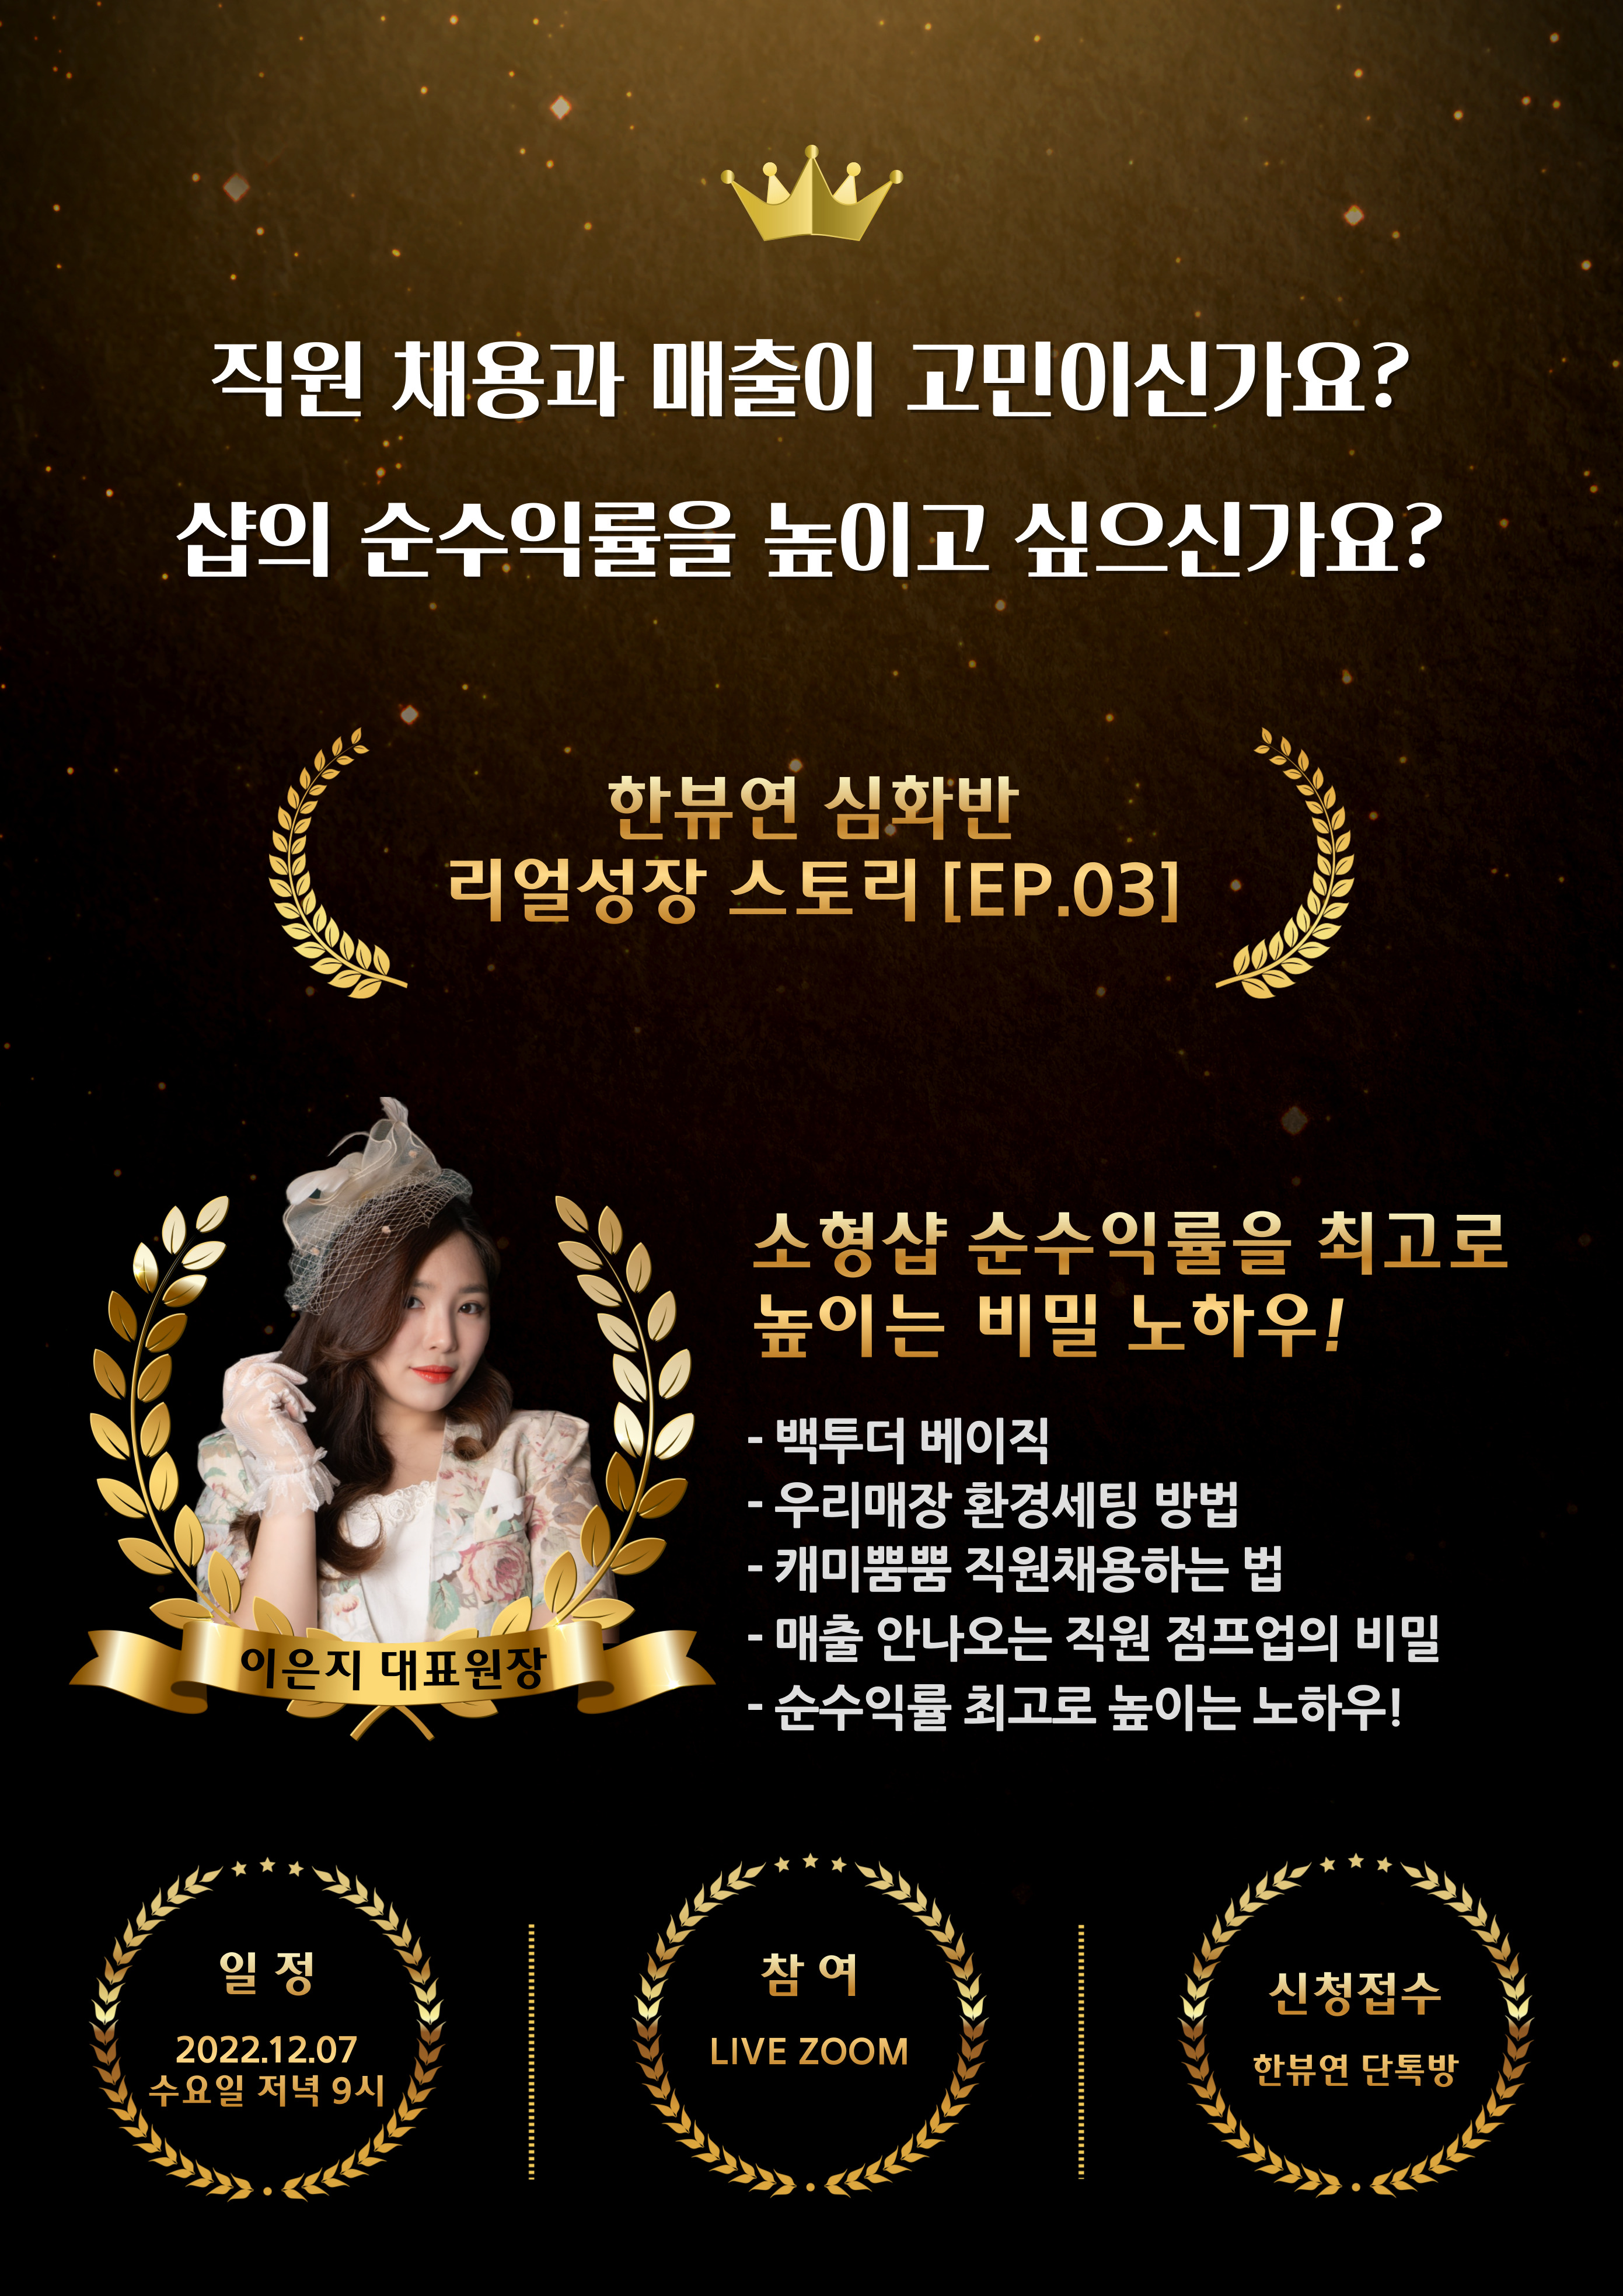 직원 채용과 매출이 고민이신가요?
샵의 순수익률을 높이고 싶으신가요?
한뷰연 심화반
리얼성장 스토리 [EP.03]
소형샵 순수익률을 최고로
높이는 비밀 노하우!
- 백투더 베이직
- 우리매장 환경세팅 방법
- 캐미뿜뿜 직원채용하는 법
- 매출 안나오는 직원 점프업의 비밀
- 순수익률 최고로 높이는 노하우!
이은지 대표원장
일 정
2022.12.07
수요일 저녁 9시
참 여
LIVE ZOOM
신청접수
한뷰연 단톡방